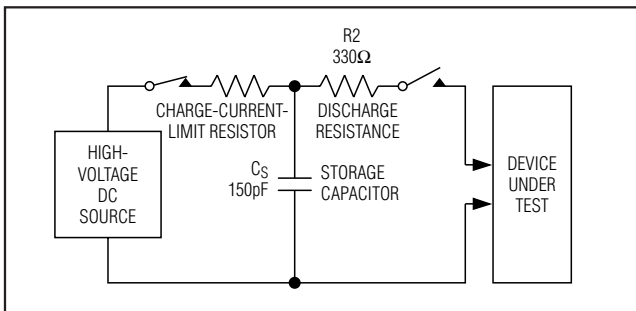 R2
330Ω
CHARGE-CURRENT-
LIMIT RESISTOR
DISCHARGE
RESISTANCE
HIGH-
VOLTAGE
DC
SOURCE
CS
150pF
STORAGE
CAPACITOR
DEVICE
UNDER
TEST